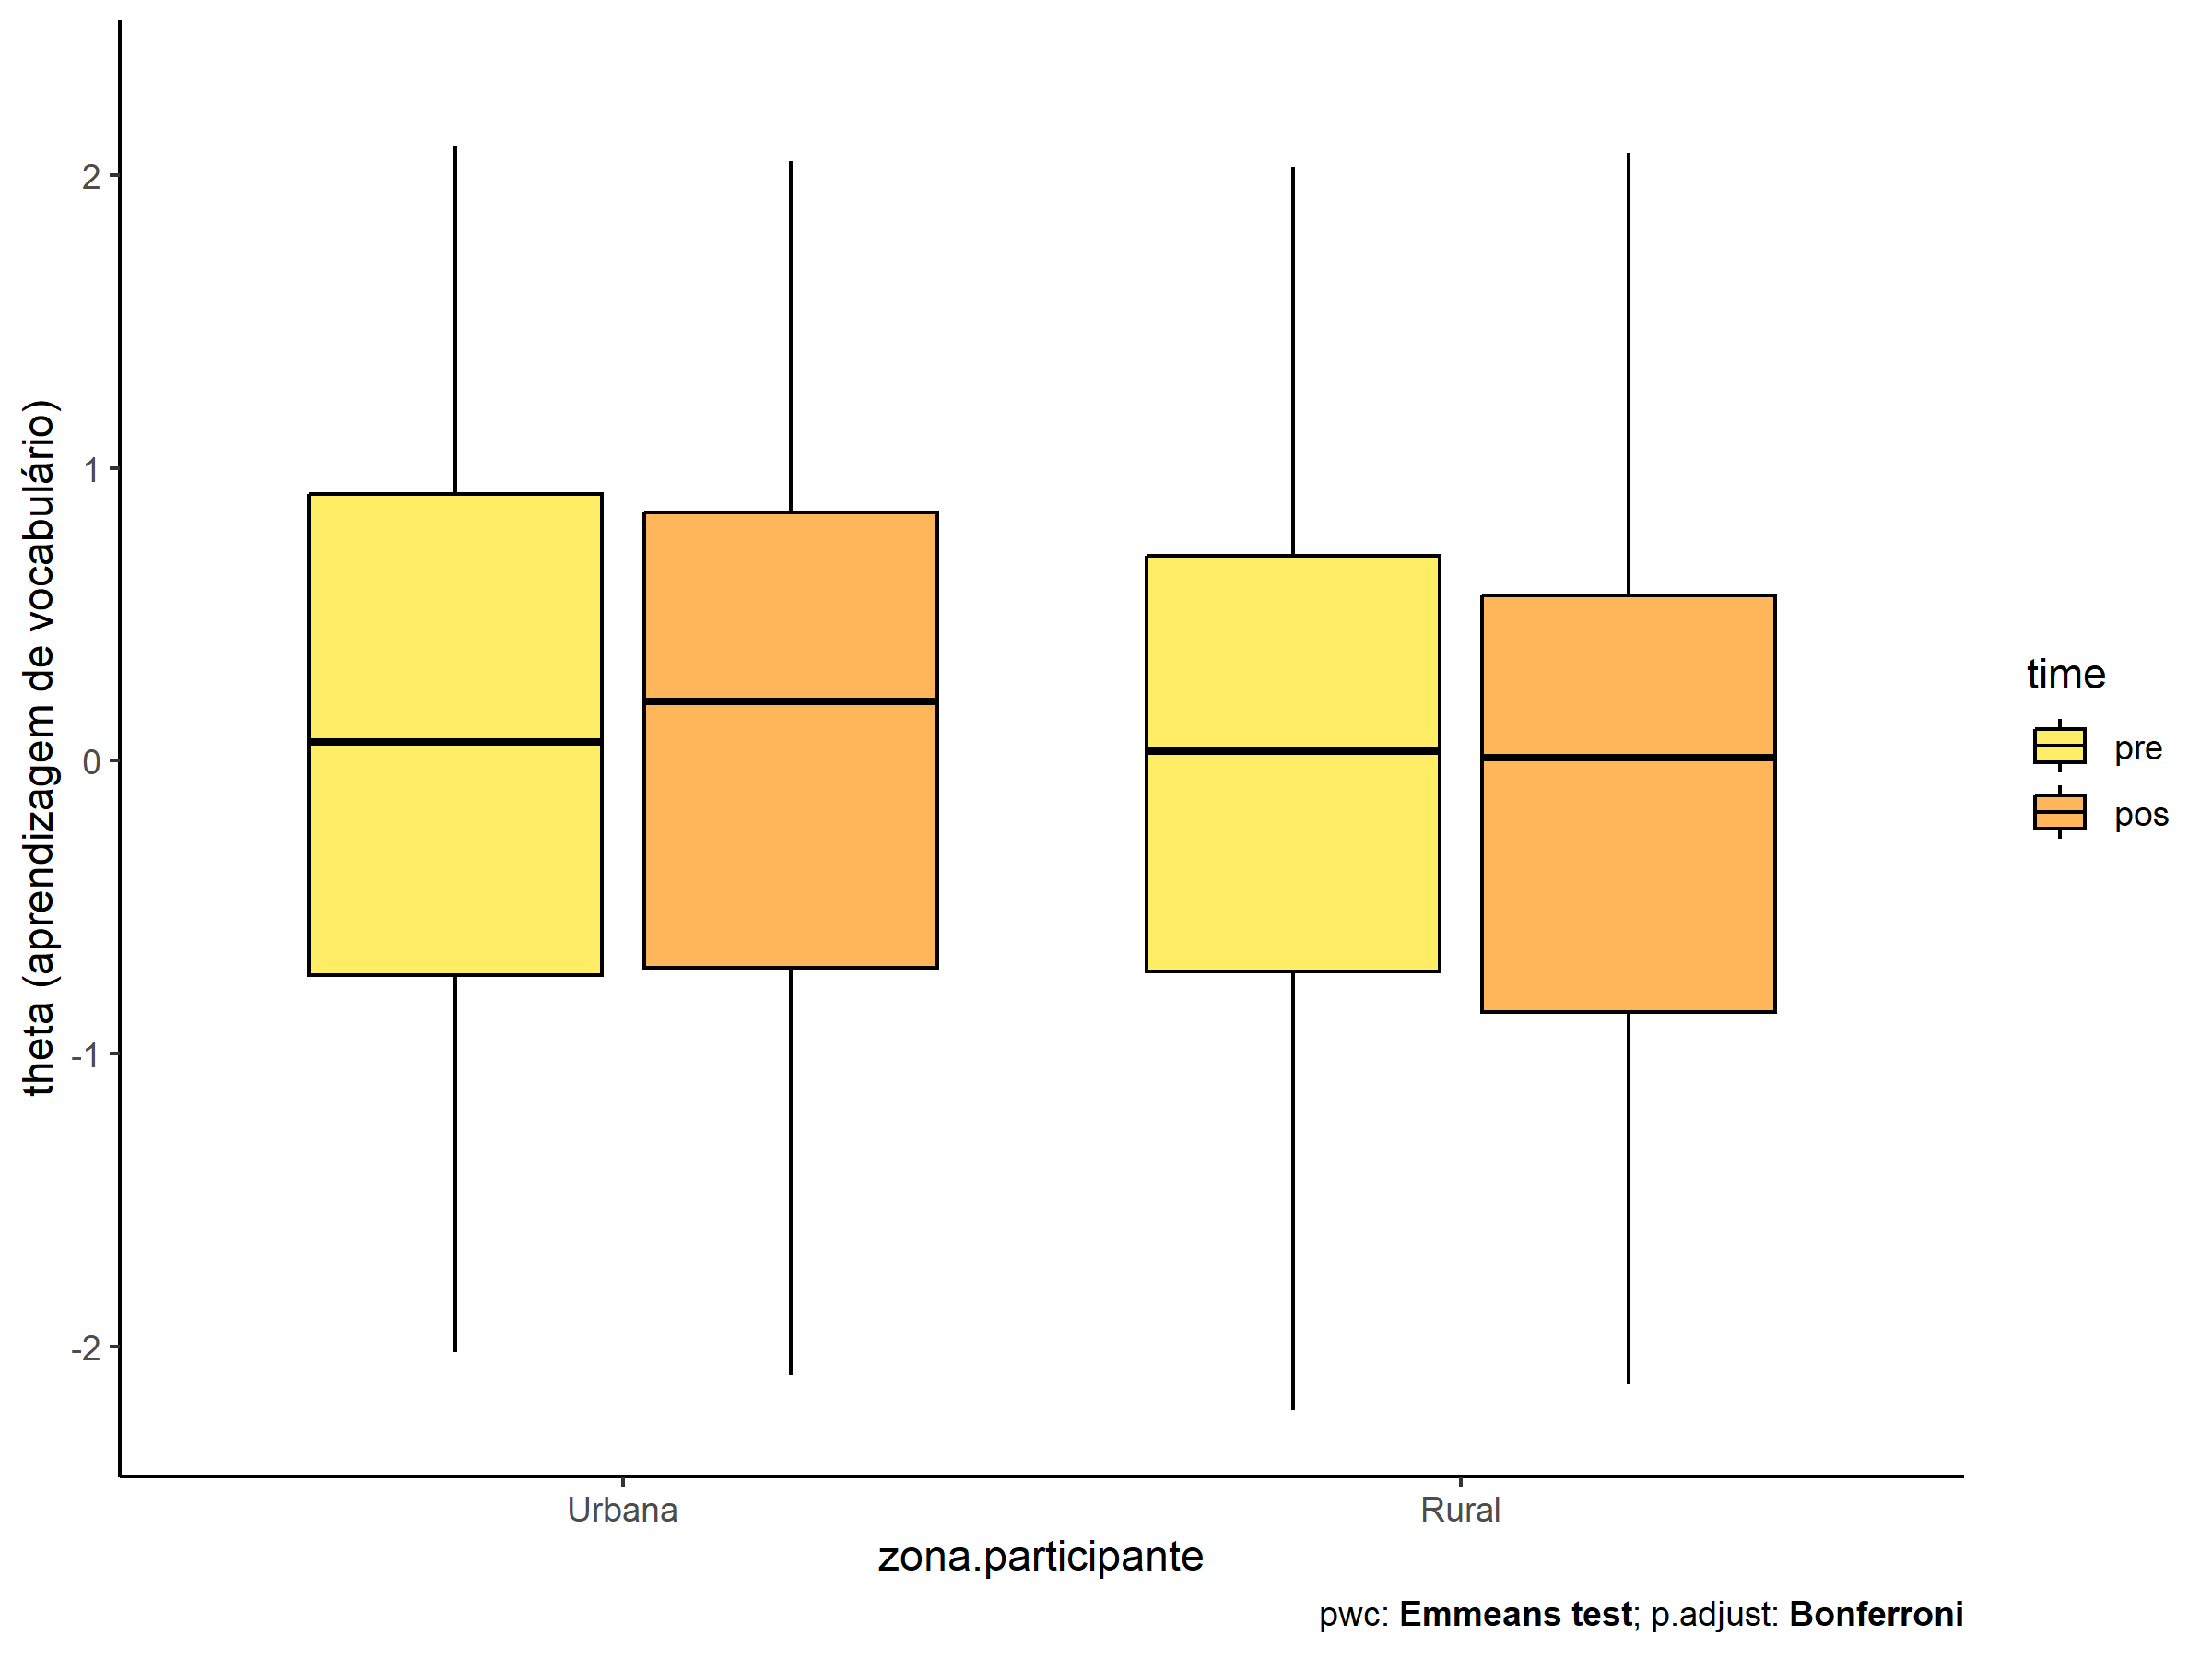 theta (aprendizagem de vocabulário)
2
1
0
-1
-2
Urbana
Rural
zona.participante
time
pre
pos
pwc: Emmeans test; p.adjust: Bonferroni